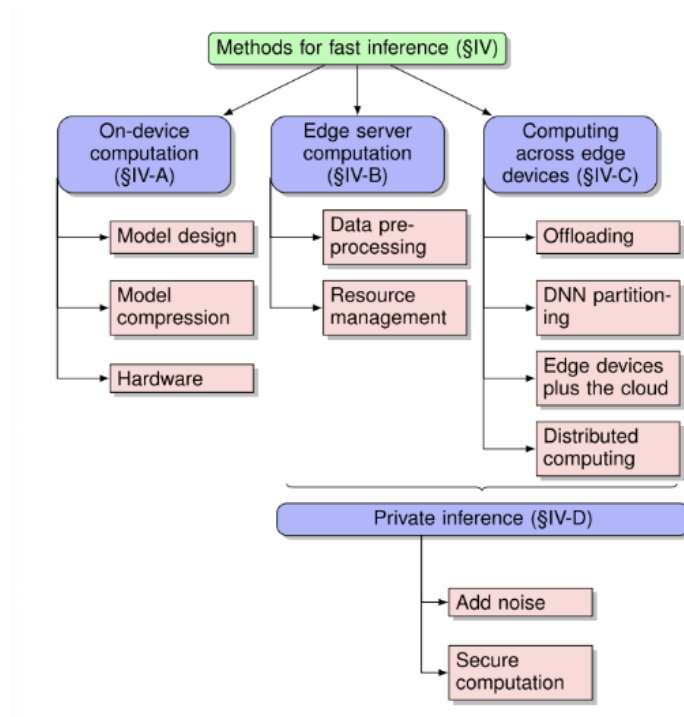 Methods for fast inference (§IV)
On-device
computation
(§IV-A)
Edge server
computation
(§IV-B)
Computing
across edge
devices (§IV-C)
Model design
Model
compression
Hardware
Data pre-
processing
Resource
management
Offloading
DNN partition-
ing
Edge devices
plus the cloud
Distributed
computing
Private inference (§IV-D)
Add noise
Secure
computation